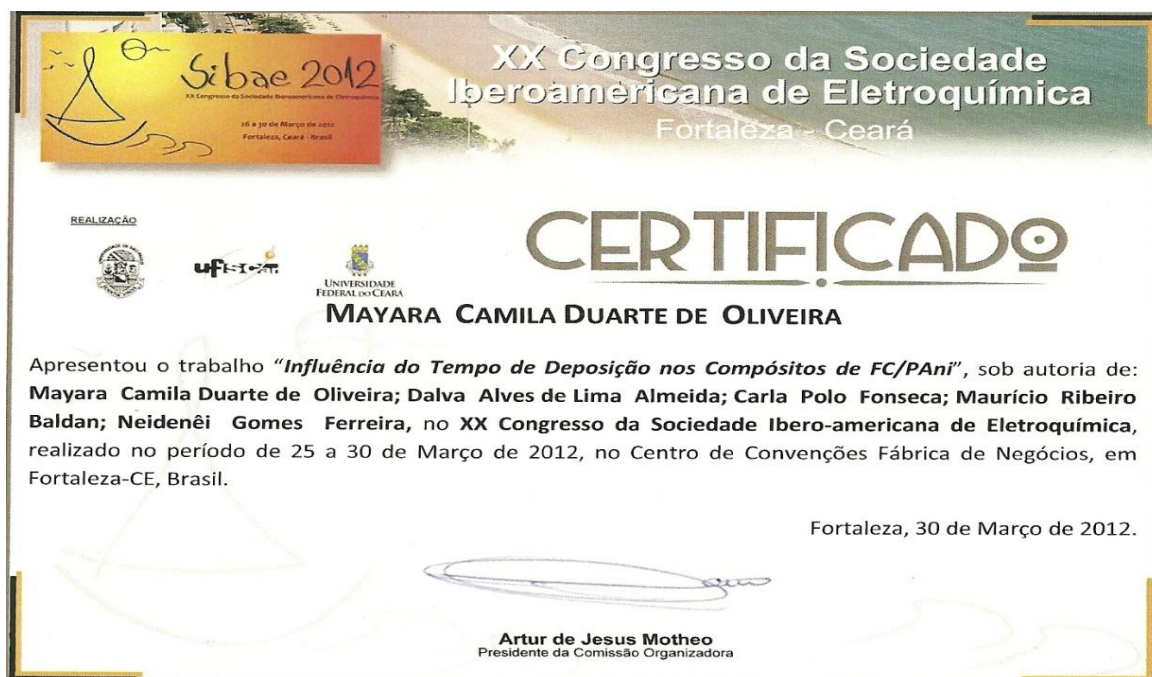 Sibae 2012
XX Congresso da Sociedade Iberoamericana de Eletroquímica
26 a 30 de Março de 2012
Fortaleza, Ceará - Brasil
XX Congresso da Sociedade
Iberoamericana de Eletroquímica
Fortaleza - Ceará
REALIZAÇÃO
ufscar
UNIVERSIDADE
FEDERAL DO CEARÁ
CERTIFICADO
MAYARA CAMILA DUARTE DE OLIVEIRA
Apresentou o trabalho “Influência do Tempo de Deposição nos Compósitos de FC/PAni”, sob autoria de:
Mayara Camila Duarte de Oliveira; Dalva Alves de Lima Almeida; Carla Polo Fonseca; Maurício Ribeiro
Baldan; Neidenêi Gomes Ferreira, no XX Congresso da Sociedade Ibero-americana de Eletroquímica,
realizado no período de 25 a 30 de Março de 2012, no Centro de Convenções Fábrica de Negócios, em
Fortaleza-CE, Brasil.
Fortaleza, 30 de Março de 2012.
Artur de Jesus Motheo
Presidente da Comissão Organizadora